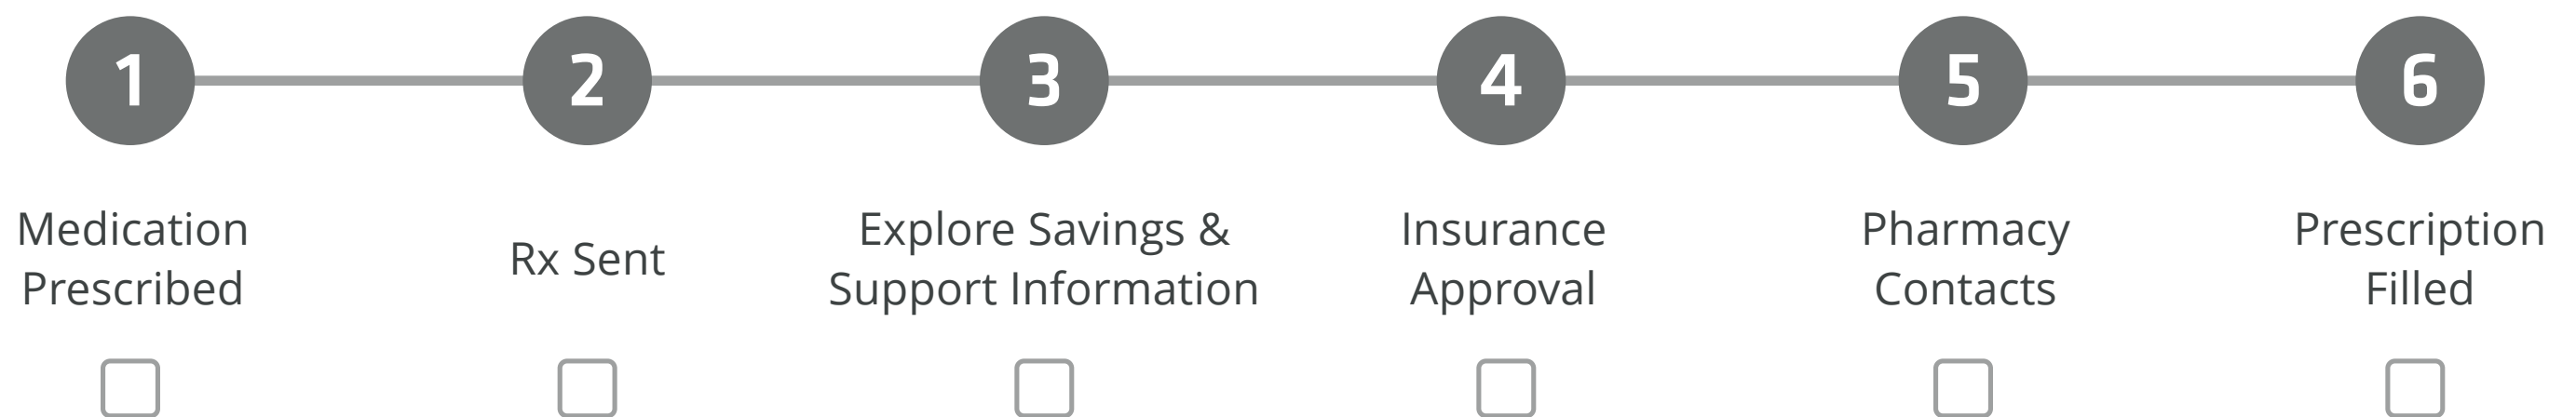 1
2
3
4
5
6
Medication
Prescribed
Rx Sent
Explore Savings &
Support Information
Insurance
Approval
Pharmacy
Contacts
Prescription
Filled